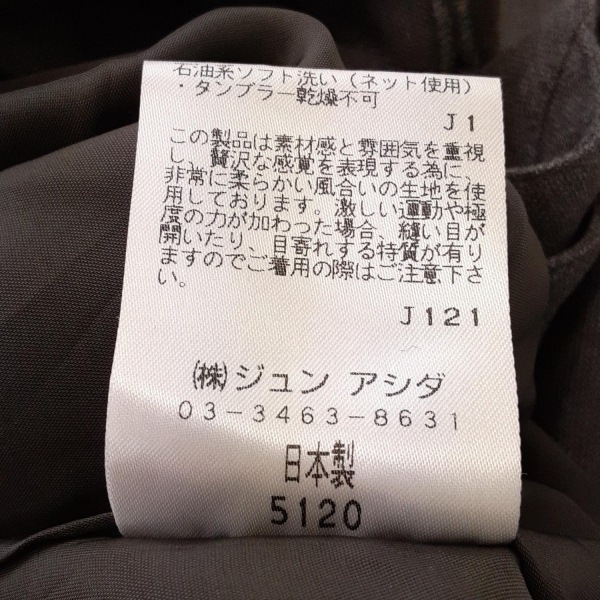 石油系ソフト洗い（ネット使用）
・タンブラー乾燥不可
J1
この製品は素材感と雰囲気を重視
し、贅沢な感覚を表現する為に、
非常に柔らかい風合いの生地を使
用しております。激しい運動や極
度の力が加わった場合、縫い目が
開いたり、目寄れする特質が有り
ますのでご着用の際はご注意下さ
い。
J121
㈱ジュン アシダ
03-3463-8631
日本製
5120